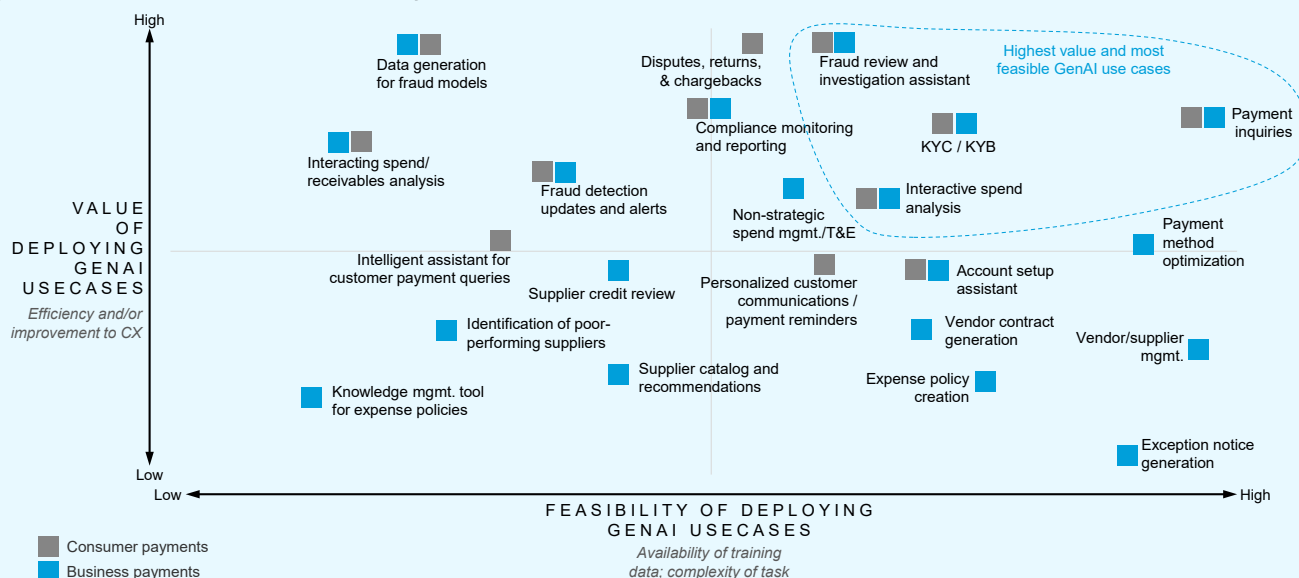 High
Data generation
for fraud models
Disputes, returns,
& chargebacks
Fraud review and
investigation assistant
Highest value and most
feasible GenAI use cases
Compliance monitoring
and reporting
KYC / KYB
Payment
inquiries
Interacting spend/
receivables analysis
Fraud detection
updates and alerts
Non-strategic
spend mgmt./T&E
Interactive spend
analysis
Payment
method
optimization
VALUE
OF
DEPLOYING
GENAI
USECASES
Efficiency and/or
improvement to CX
Intelligent assistant for
customer payment queries
Supplier credit review
Personalized customer
communications /
payment reminders
Account setup
assistant
Identification of poor-
performing suppliers
Vendor contract
generation
Vendor/supplier
mgmt.
Knowledge mgmt. tool
for expense policies
Supplier catalog and
recommendations
Expense policy
creation
Exception notice
generation
Low
Low
High
FEASIBILITY OF DEPLOYING
GENAI USECASES
Availability of training
data; complexity of task
Consumer payments
Business payments